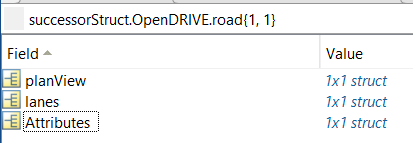 successorStruct.OpenDRIVE.road{1, 1}
Field Value
planView 1x1 struct
lanes 1x1 struct
Attributes 1x1 struct